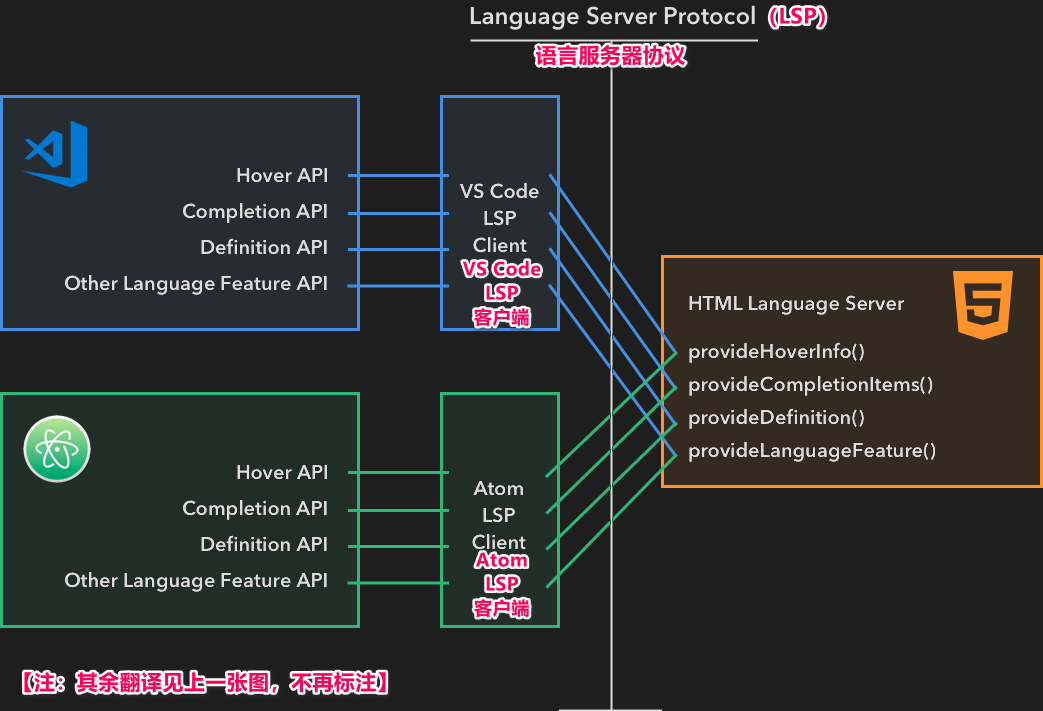 Language Server Protocol (LSP)
语言服务器协议
Hover API
Completion API
Definition API
Other Language Feature API
VS Code
LSP
Client
VS Code
LSP
客户端
HTML Language Server
provideHoverInfo()
provideCompletionItems()
provideDefinition()
provideLanguageFeature()
Hover API
Completion API
Definition API
Other Language Feature API
Atom
LSP
Client
Atom
LSP
客户端
【注：其余翻译见上一张图，不再标注】